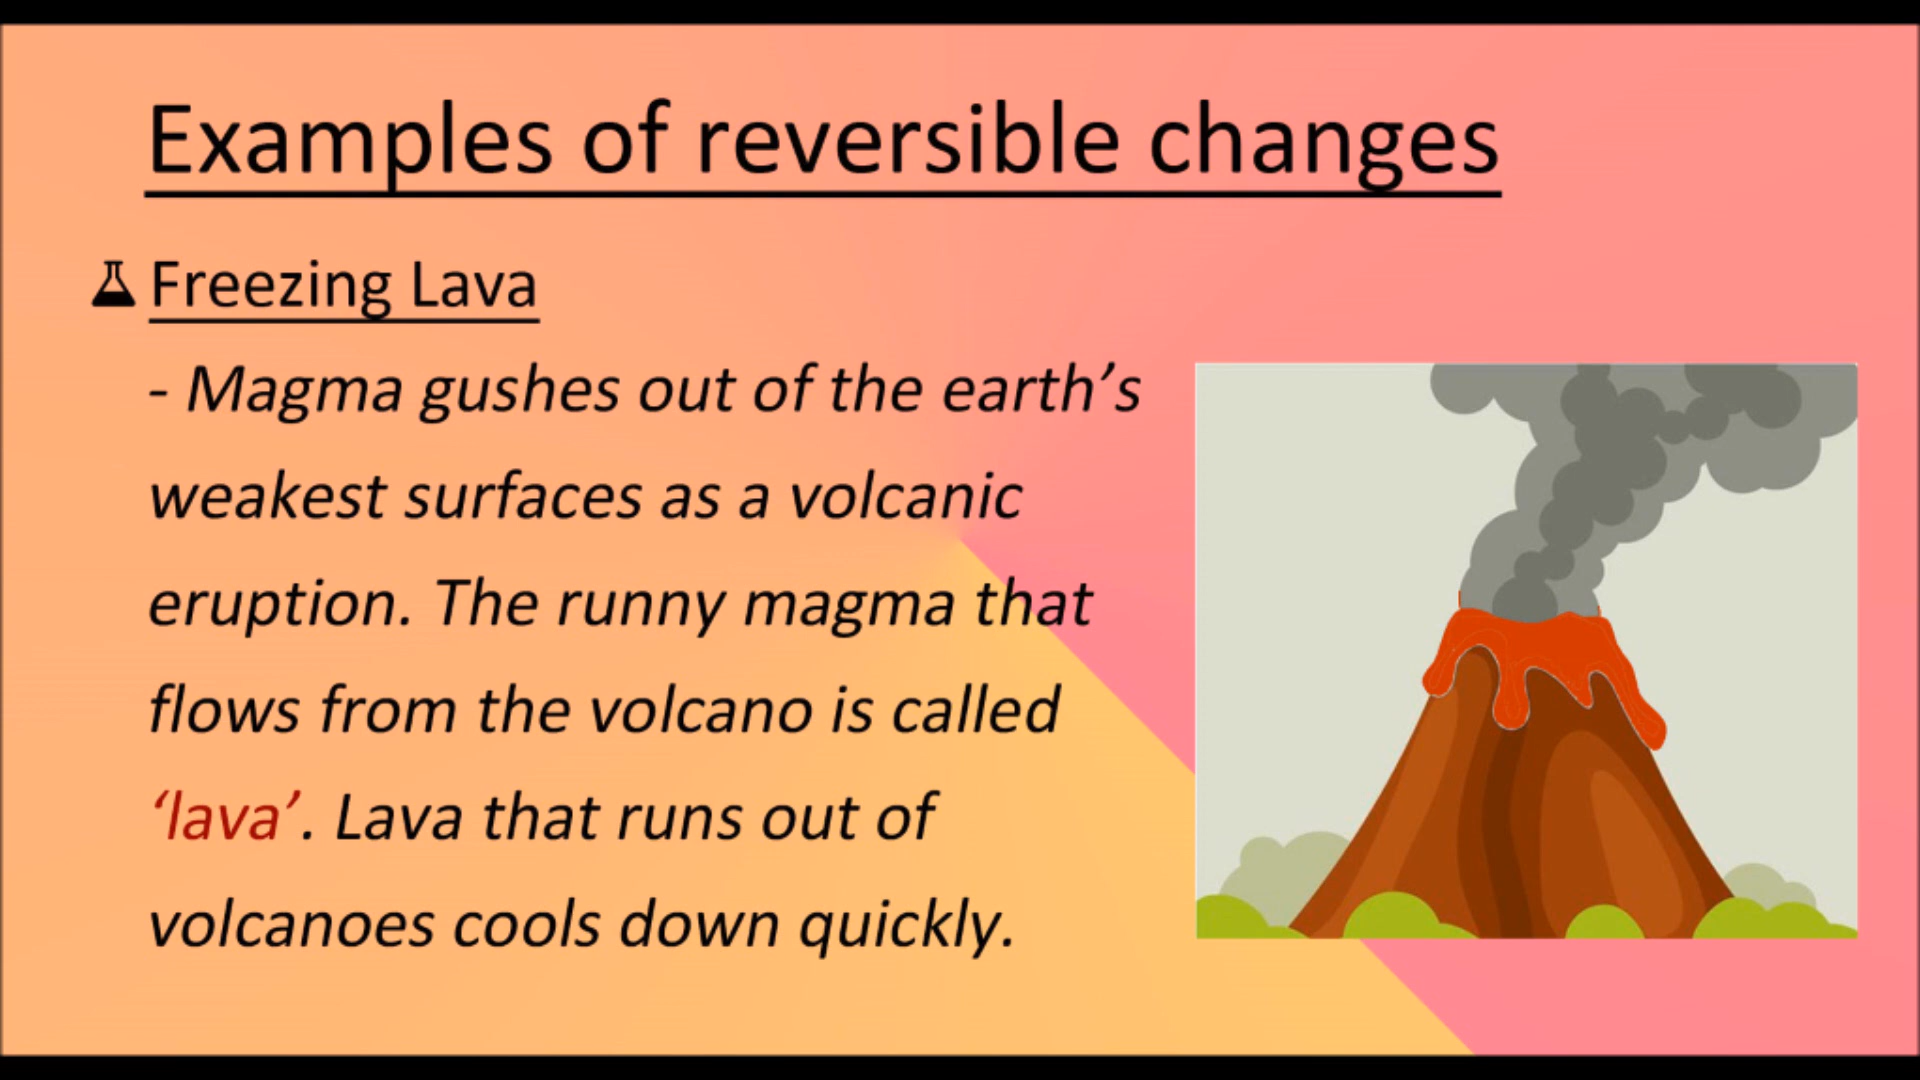 Examples of reversible changes
Freezing Lava
- Magma gushes out of the earth’s
weakest surfaces as a volcanic
eruption. The runny magma that
flows from the volcano is called
‘lava’. Lava that runs out of
volcanoes cools down quickly.